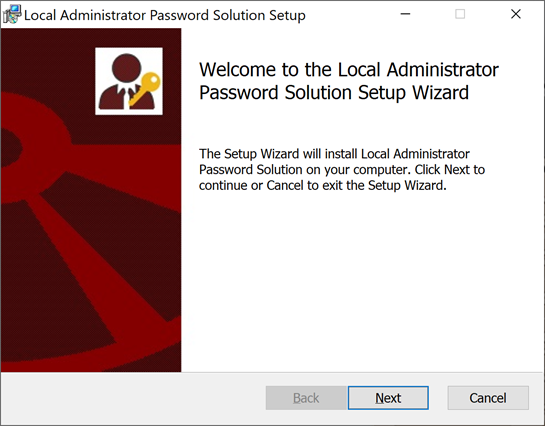 Local Administrator Password Solution Setup
Welcome to the Local Administrator
Password Solution Setup Wizard
The Setup Wizard will install Local Administrator
Password Solution on your computer. Click Next to
continue or Cancel to exit the Setup Wizard.
Back
Next
Cancel